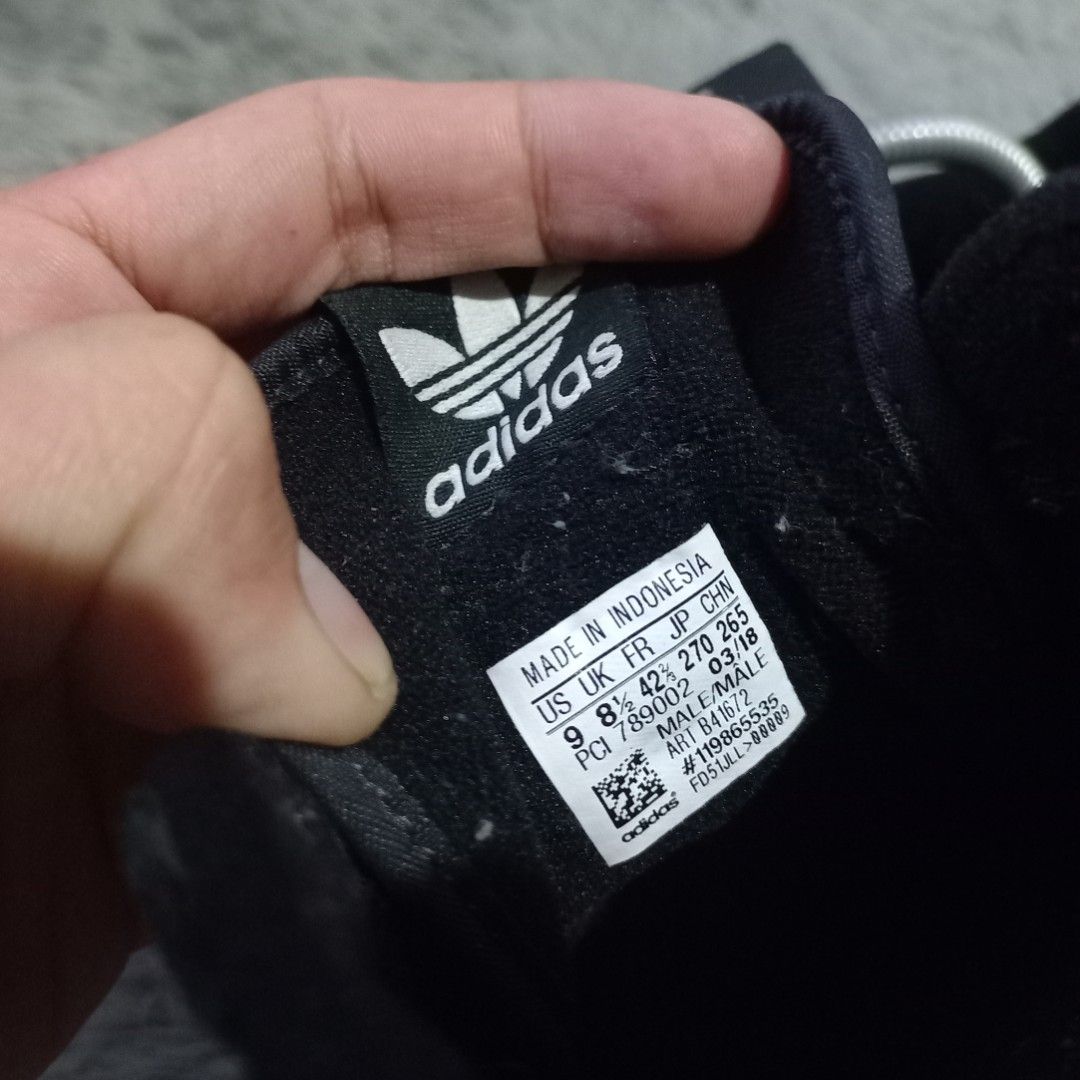 adidas
MADE IN INDONESIA
US UK FR JP CHN
9 8½ 42⅔ 270 265
PCI 789002 03/18
MALE/MÂLE
ART B41672
#119865535
FD51JLL>00009
adidas®